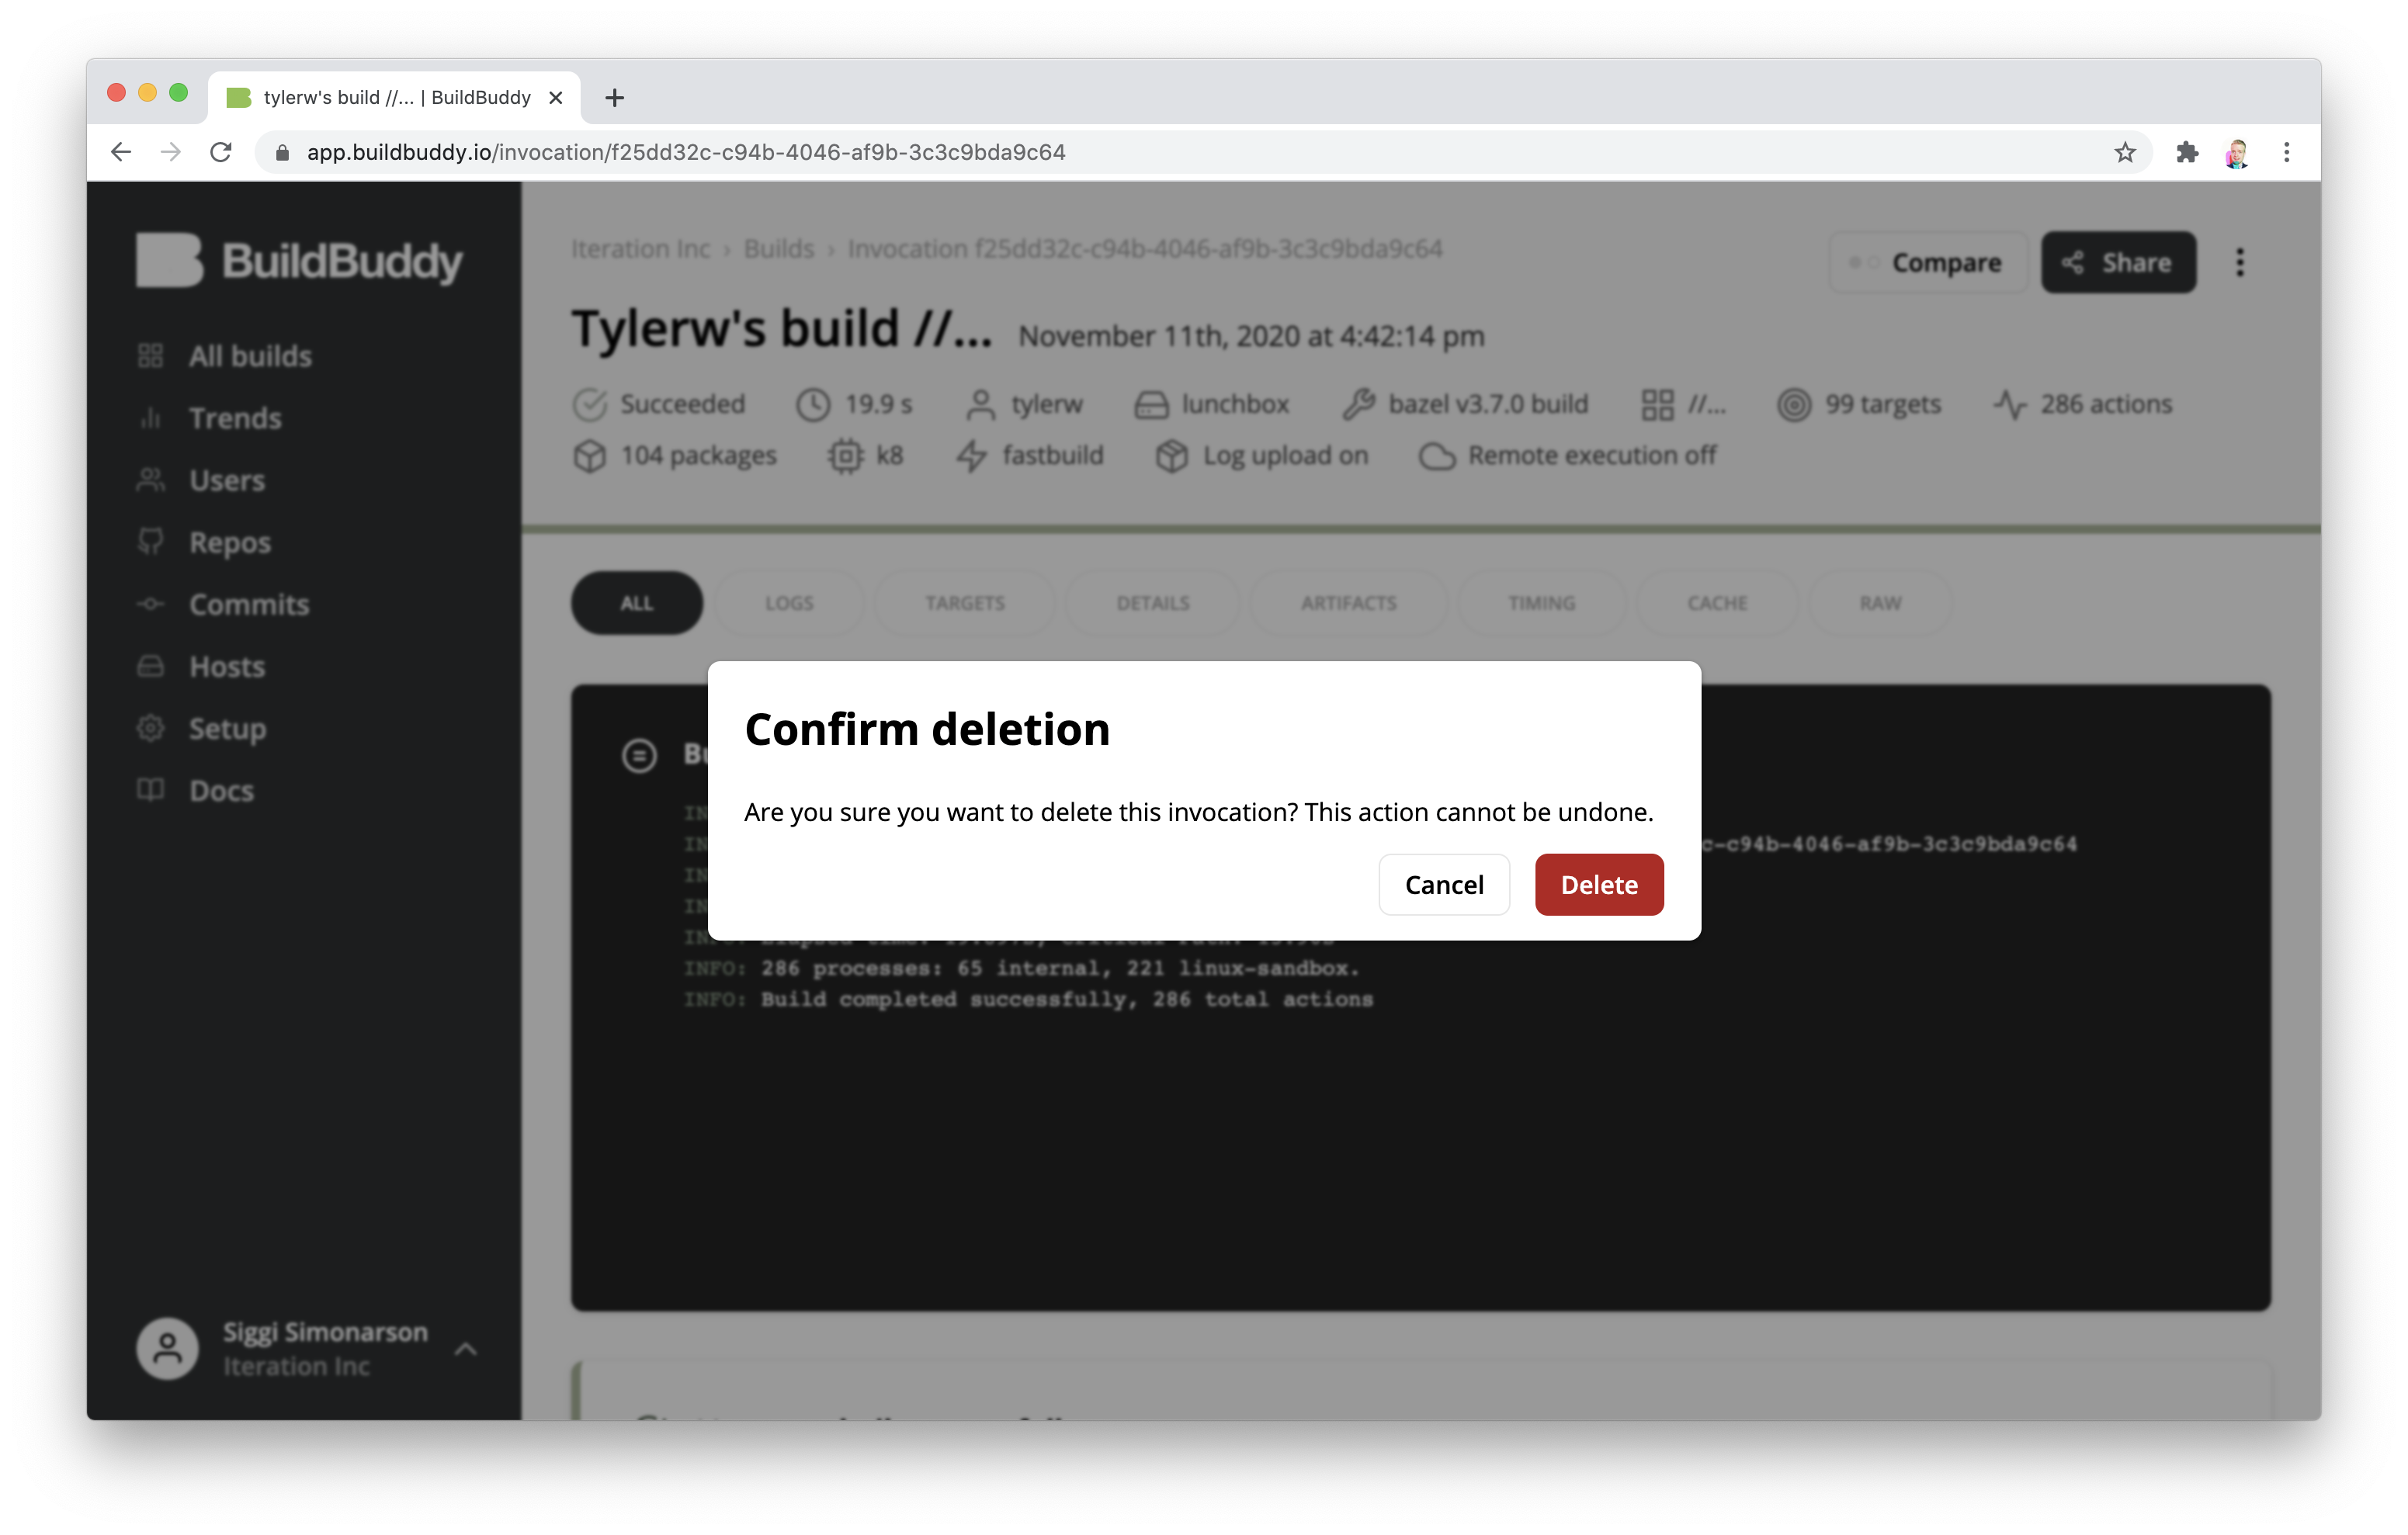 tylerw's build //... | BuildBuddy
app.buildbuddy.io/invocation/f25dd32c-c94b-4046-af9b-3c3c9bda9c64
BuildBuddy
All builds
Trends
Users
Repos
Commits
Hosts
Setup
Docs
Siggi Simonarson
Iteration Inc
Iteration Inc › Builds › Invocation f25dd32c-c94b-4046-af9b-3c3c9bda9c64
Compare Share
Tylerw's build //... November 11th, 2020 at 4:42:14 pm
Succeeded 19.9 s tylerw lunchbox bazel v3.7.0 build //... 99 targets 286 actions
104 packages k8 fastbuild Log upload on Remote execution off
ALL LOGS TARGETS DETAILS ARTIFACTS TIMING CACHE RAW
Confirm deletion
Are you sure you want to delete this invocation? This action cannot be undone.
Cancel Delete
c-c94b-4046-af9b-3c3c9bda9c64
INFO: 286 processes: 65 internal, 221 linux-sandbox.
INFO: Build completed successfully, 286 total actions